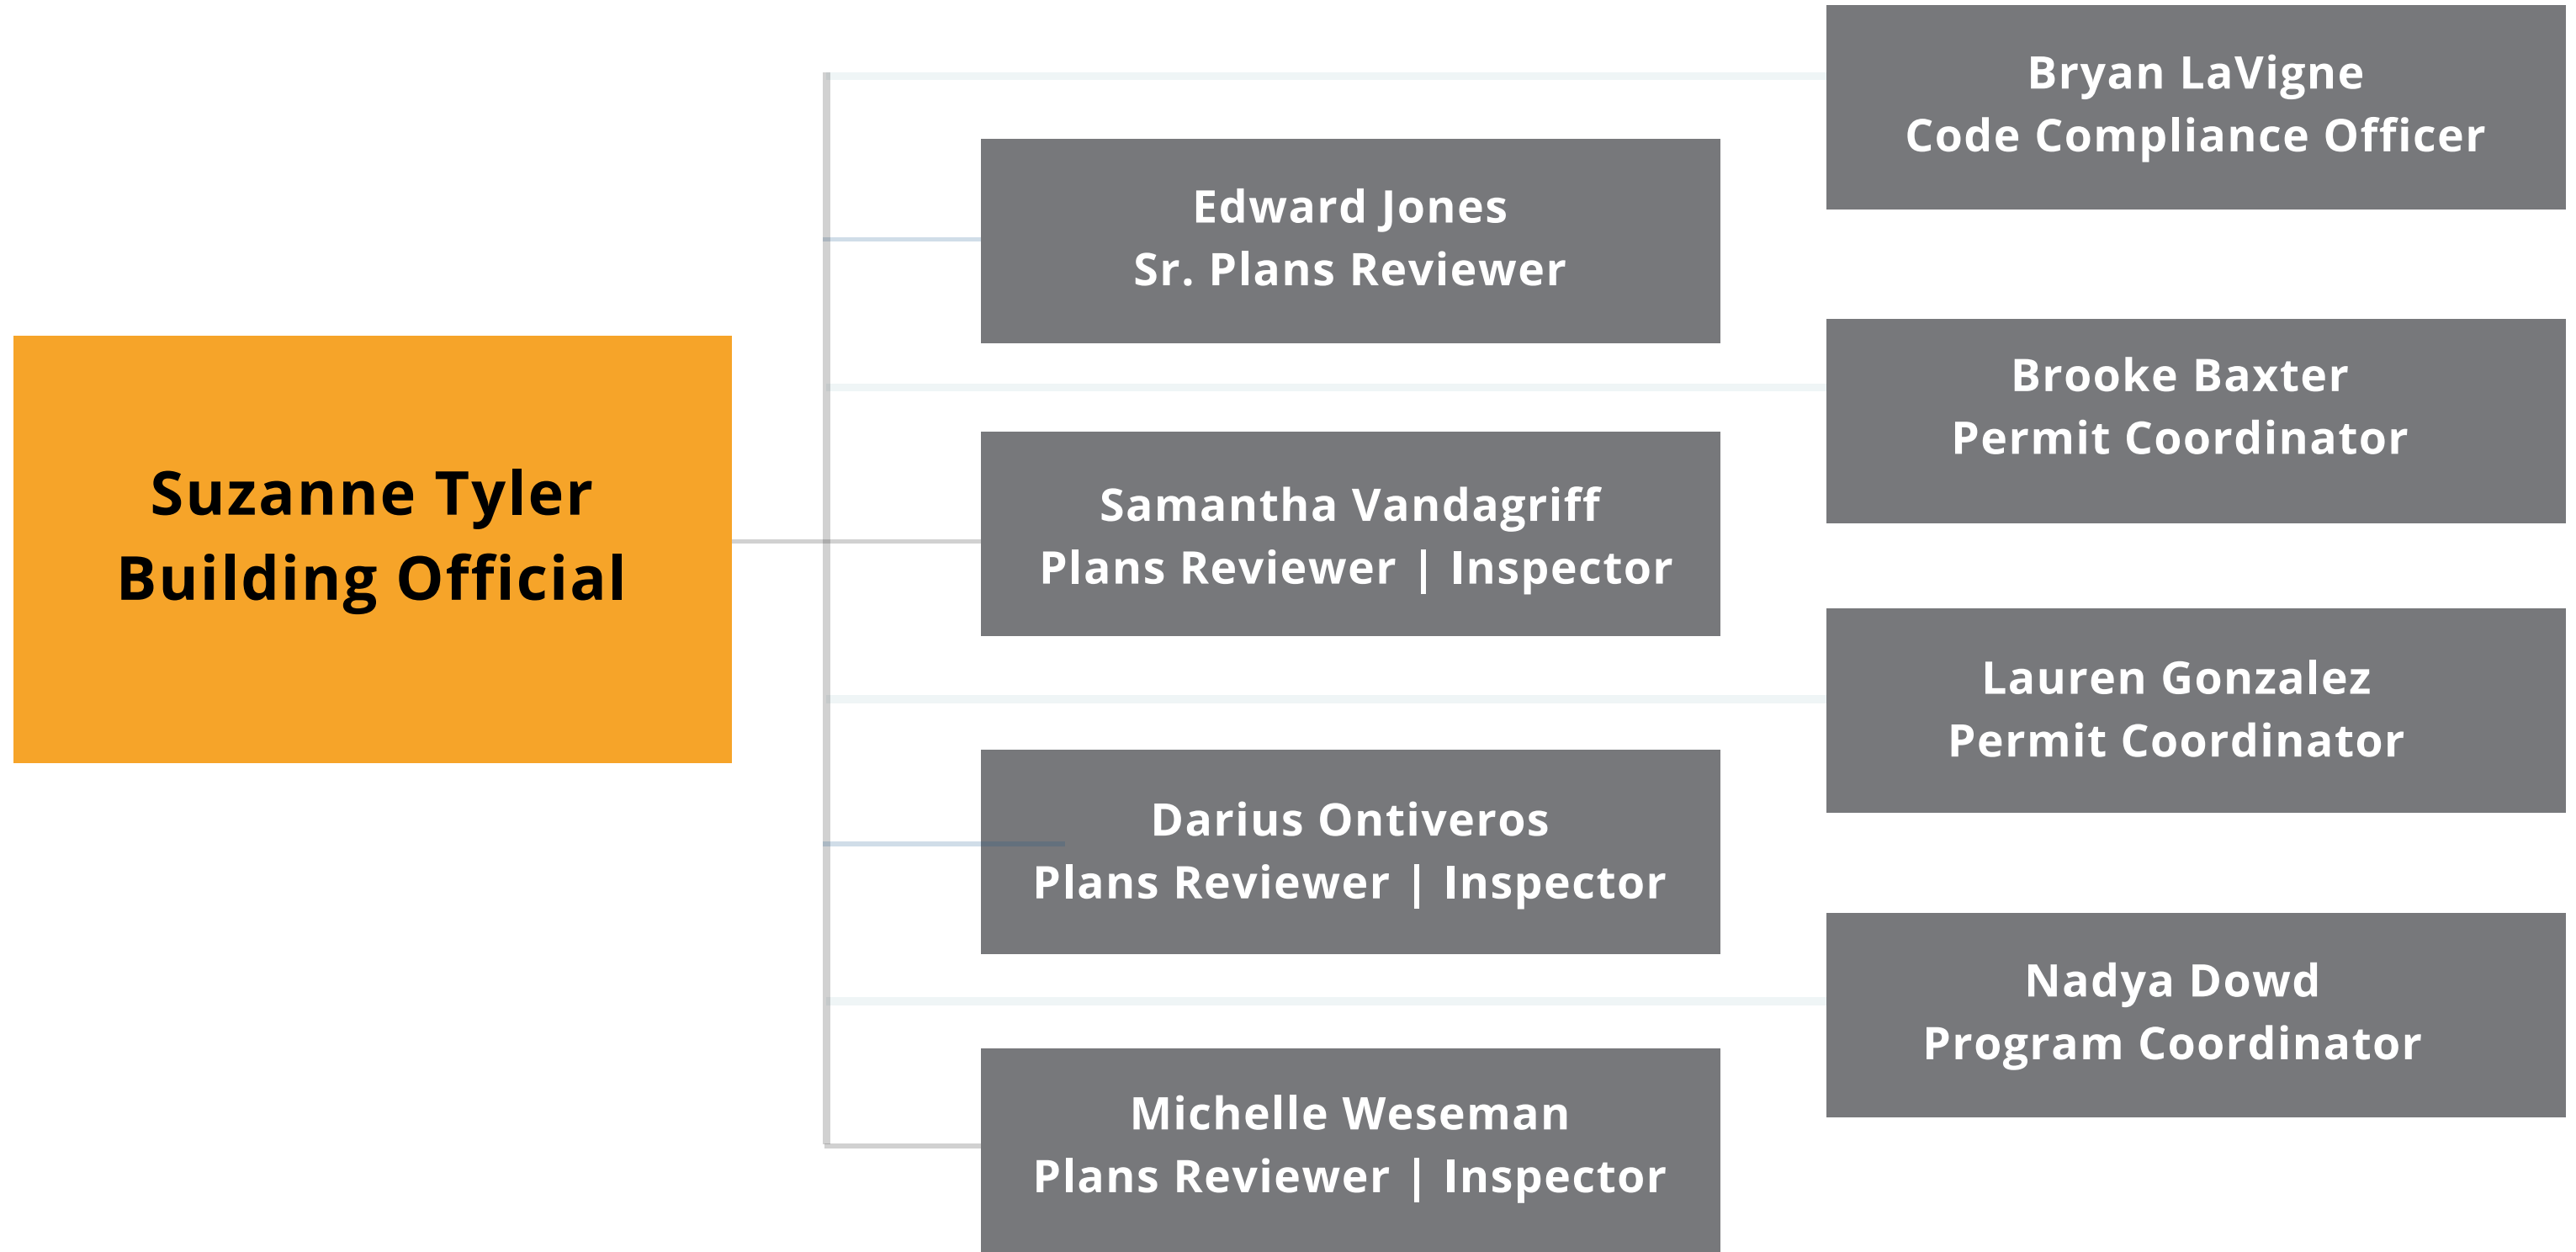 Suzanne Tyler
Building Official
Edward Jones
Sr. Plans Reviewer
Samantha Vandagriff
Plans Reviewer | Inspector
Darius Ontiveros
Plans Reviewer | Inspector
Michelle Weseman
Plans Reviewer | Inspector
Bryan LaVigne
Code Compliance Officer
Brooke Baxter
Permit Coordinator
Lauren Gonzalez
Permit Coordinator
Nadya Dowd
Program Coordinator